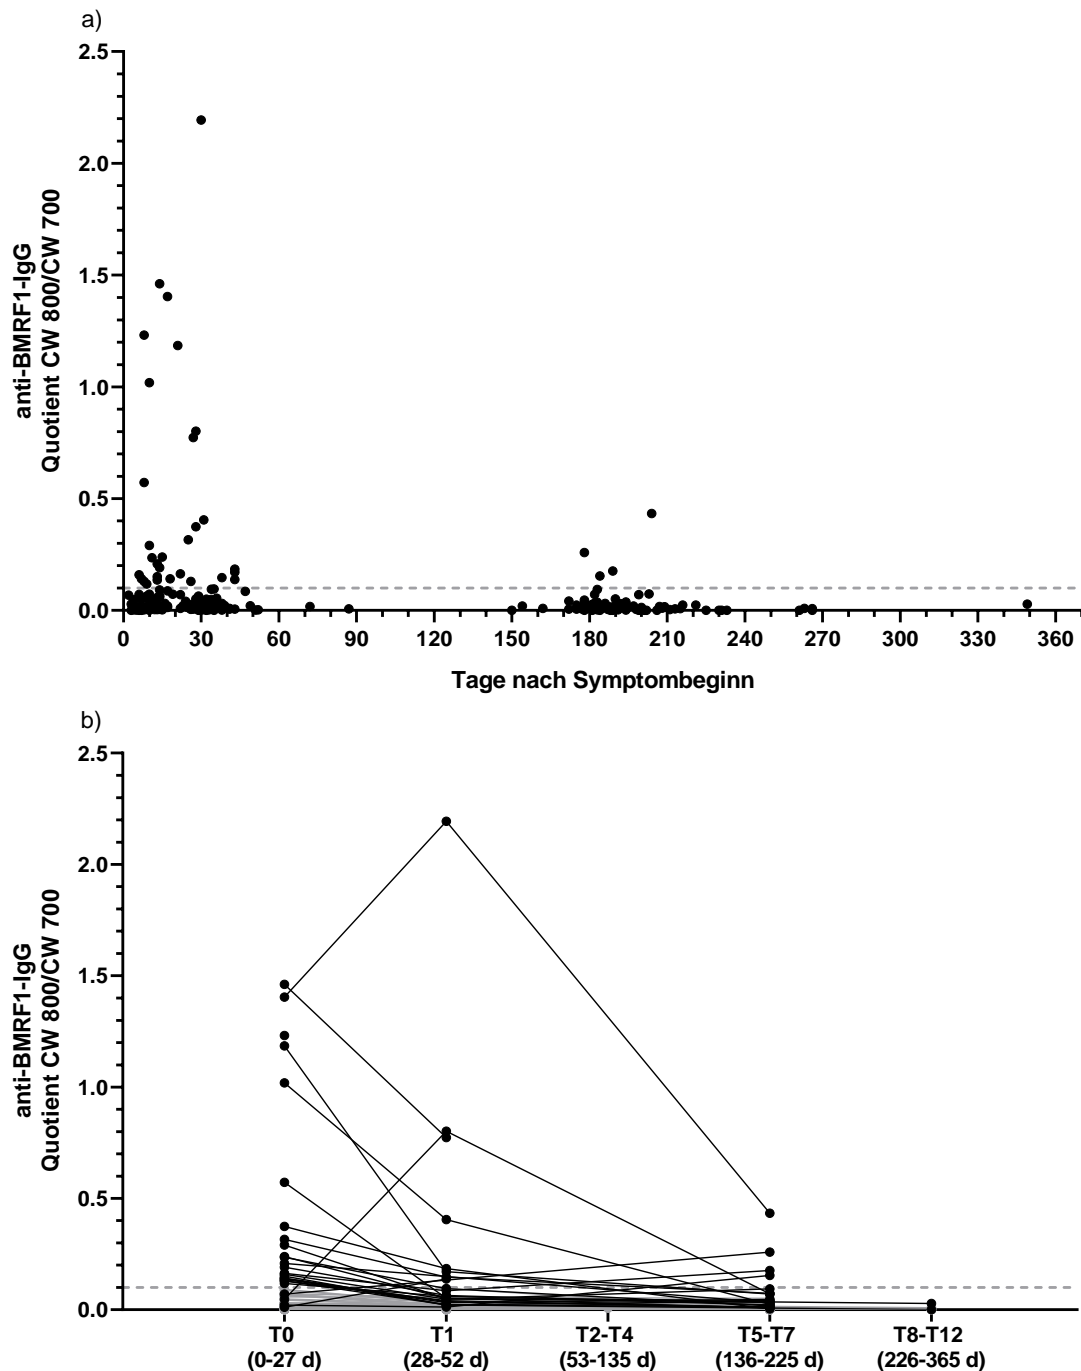 a)
anti-BMRF1-IgG
Quotient CW 800/CW 700
2.5
2.0
1.5
1.0
0.5
0.0
0 30 60 90 120 150 180 210 240 270 300 330 360
Tage nach Symptombeginn
b)
anti-BMRF1-IgG
Quotient CW 800/CW 700
2.5
2.0
1.5
1.0
0.5
0.0
T0 T1 T2-T4 T5-T7 T8-T12
(0-27 d) (28-52 d) (53-135 d) (136-225 d) (226-365 d)